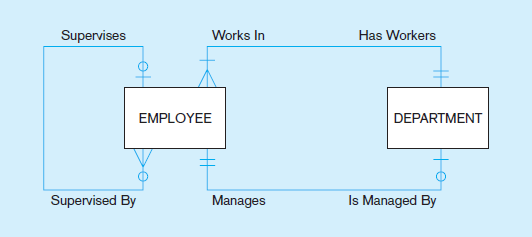 Supervises
Works In
Has Workers
EMPLOYEE
DEPARTMENT
Supervised By
Manages
Is Managed By